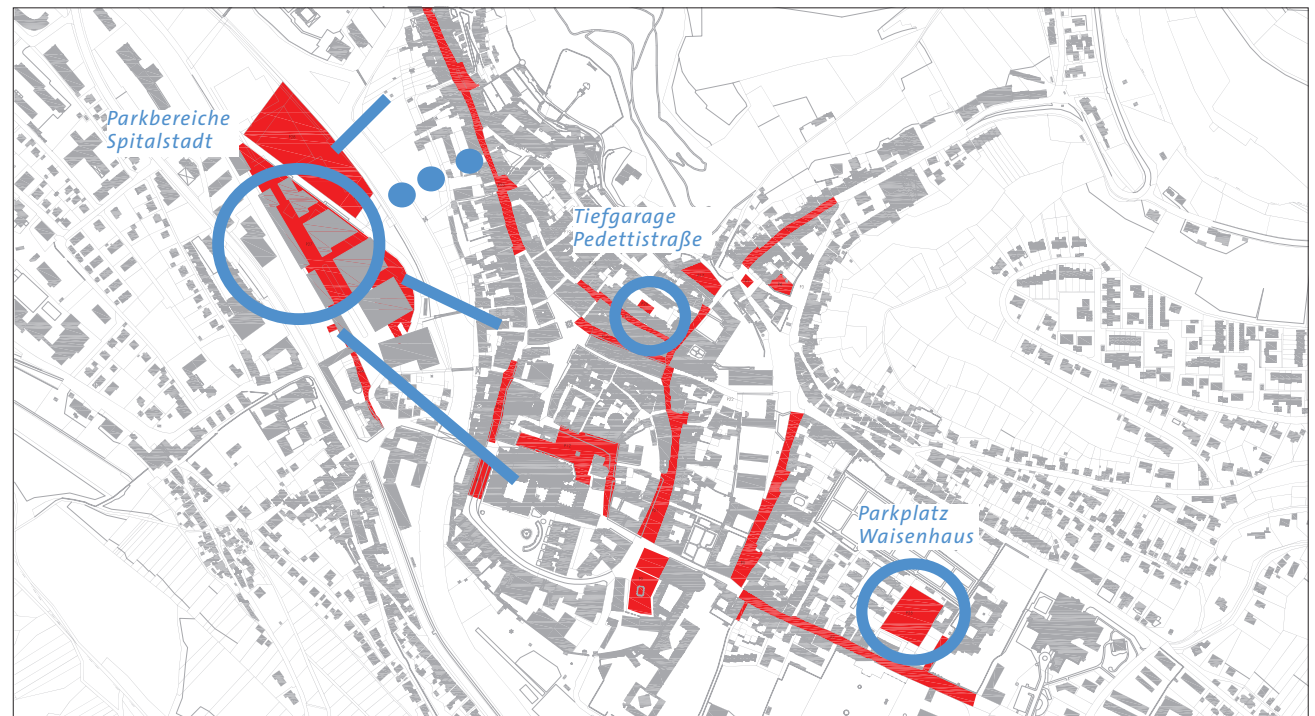 Parkbereiche
Spitalstadt
Tiefgarage
Pedettistraße
Parkplatz
Waisenhaus